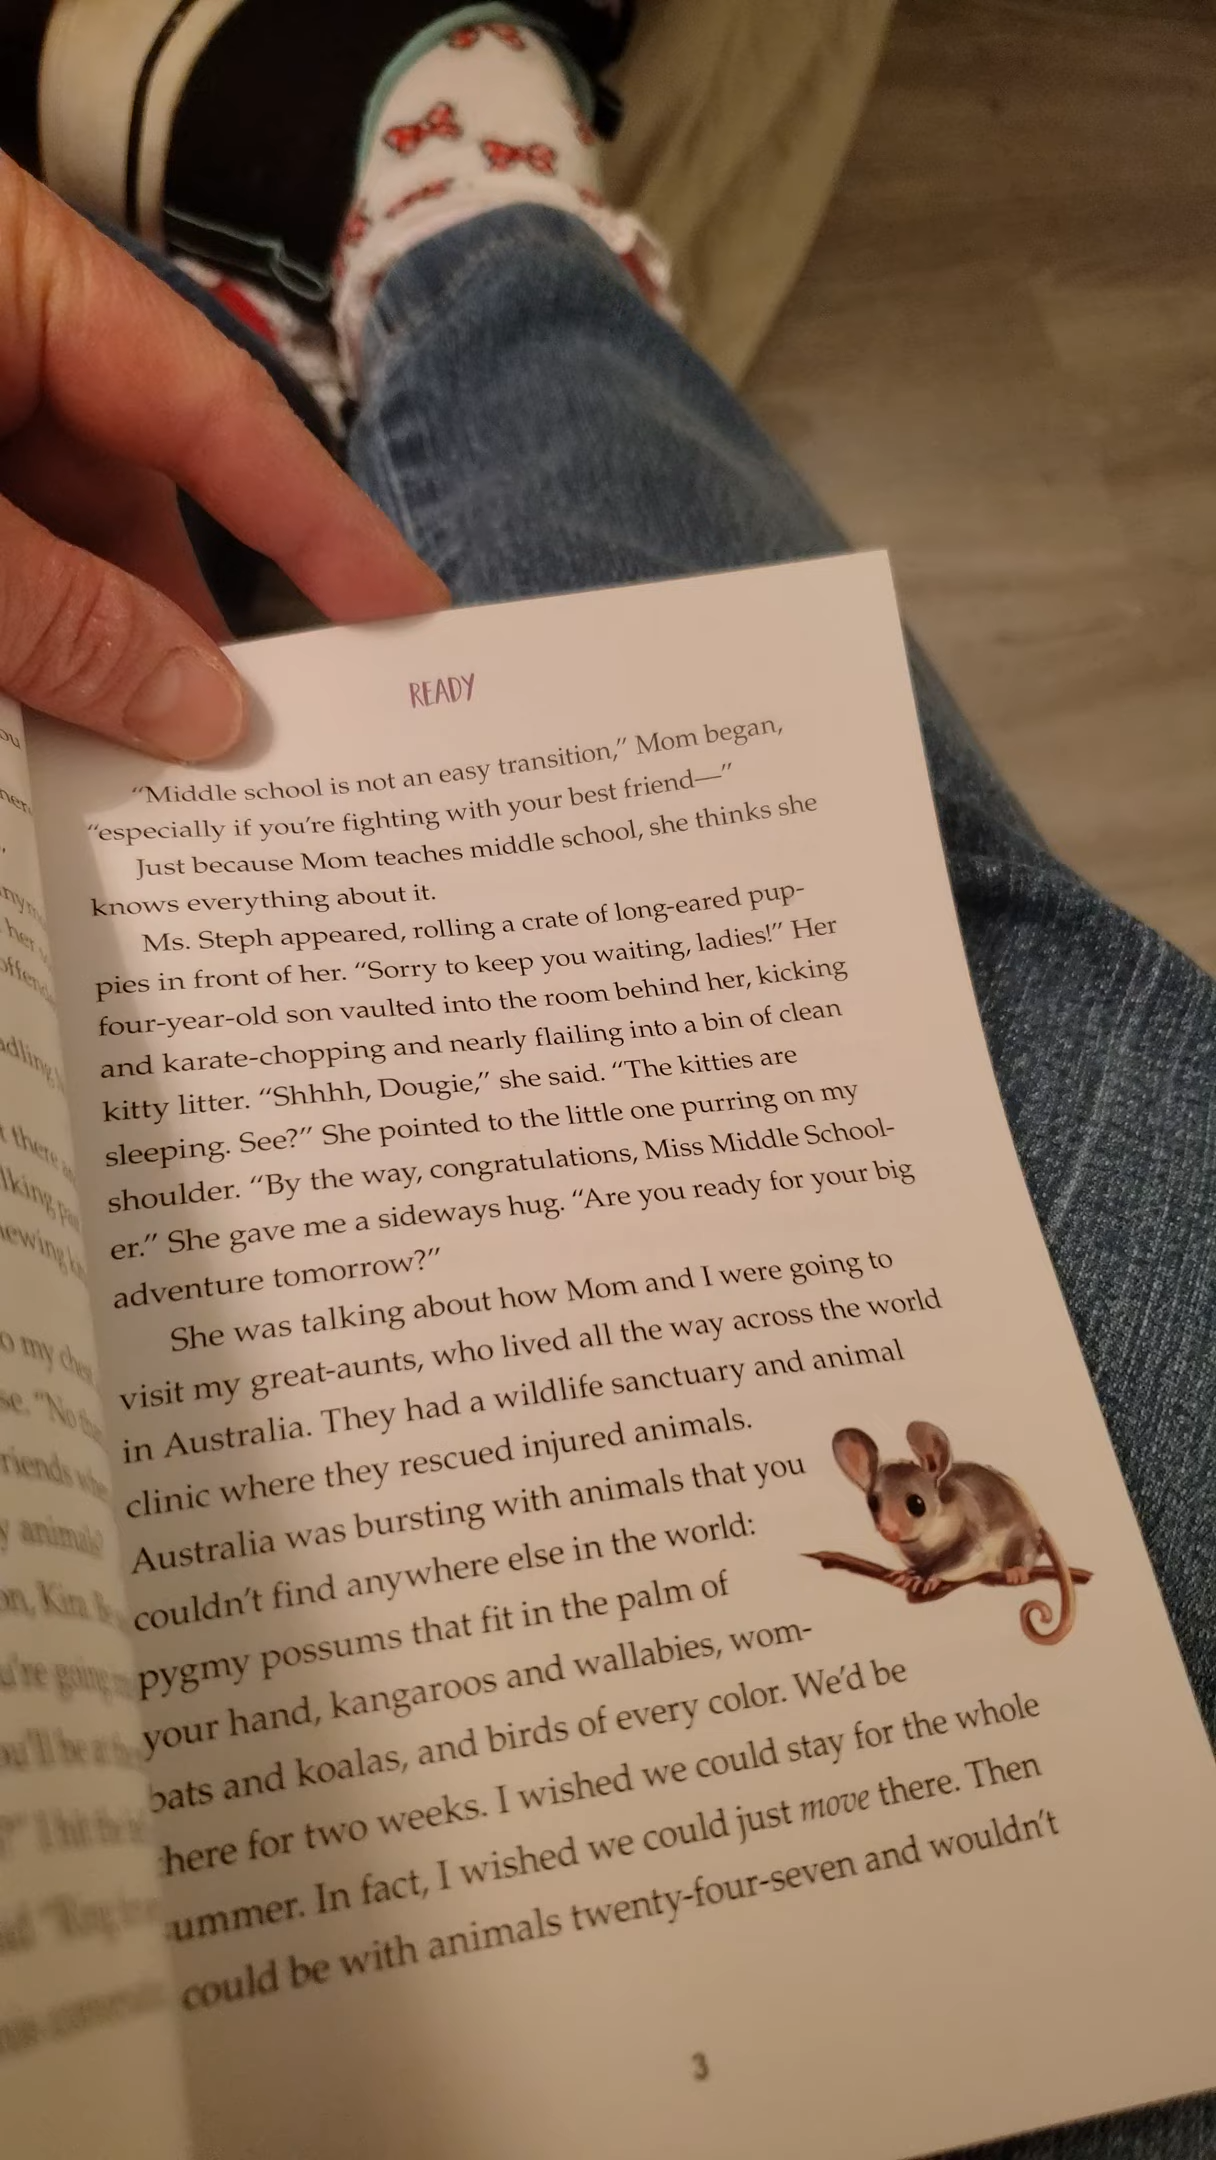 READY
“Middle school is not an easy transition,” Mom began,
“especially if you’re fighting with your best friend—”
Just because Mom teaches middle school, she thinks she
knows everything about it.
Ms. Steph appeared, rolling a crate of long-eared pup-
pies in front of her. “Sorry to keep you waiting, ladies!” Her
four-year-old son vaulted into the room behind her, kicking
and karate-chopping and nearly flailing into a bin of clean
kitty litter. “Shhhh, Dougie,” she said. “The kitties are
sleeping. See?” She pointed to the little one purring on my
shoulder. “By the way, congratulations, Miss Middle School-
er.” She gave me a sideways hug. “Are you ready for your big
adventure tomorrow?”
She was talking about how Mom and I were going to
visit my great-aunts, who lived all the way across the world
in Australia. They had a wildlife sanctuary and animal
clinic where they rescued injured animals.
Australia was bursting with animals that you
couldn’t find anywhere else in the world:
pygmy possums that fit in the palm of
your hand, kangaroos and wallabies, wom-
bats and koalas, and birds of every color. We’d be
here for two weeks. I wished we could stay for the whole
ummer. In fact, I wished we could just move there. Then
could be with animals twenty-four-seven and wouldn’t
3